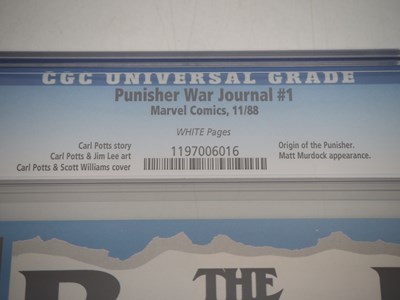 CGC UNIVERSAL GRADE
Punisher War Journal #1
Marvel Comics, 11/88
WHITE Pages
Carl Potts story
Carl Potts & Jim Lee art
Carl Potts & Scott Williams cover
1197006016
Origin of the Punisher.
Matt Murdock appearance.
THE